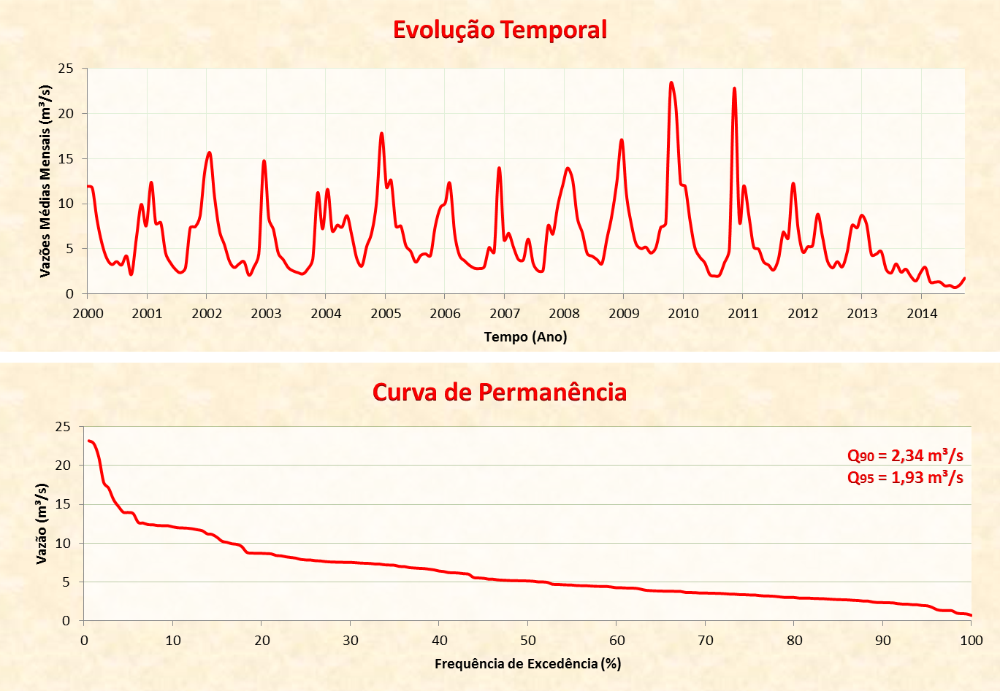 Evolução Temporal
Vazões Médias Mensais (m³/s)
25
20
15
10
5
0
2000 2001 2002 2003 2004 2005 2006 2007 2008 2009 2010 2011 2012 2013 2014
Tempo (Ano)
Curva de Permanência
Vazão (m³/s)
25
20
15
10
5
0
Q90 = 2,34 m³/s
Q95 = 1,93 m³/s
0 10 20 30 40 50 60 70 80 90 100
Frequência de Excedência (%)